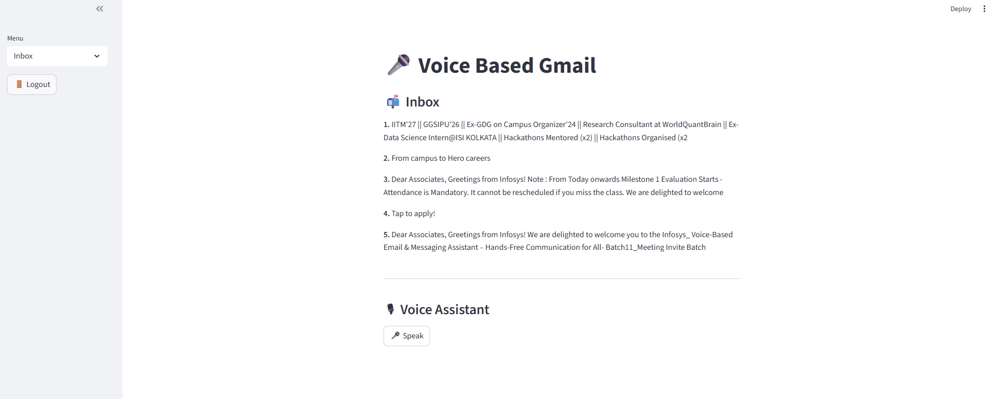 Deploy
Menu
Inbox
Logout
Voice Based Gmail
Inbox
1. IITM'27 || GGSIPU'26 || Ex-GDG on Campus Organizer'24 || Research Consultant at WorldQuantBrain || Ex-
Data Science Intern@ISI KOLKATA || Hackathons Mentored (x2) || Hackathons Organised (x2
2. From campus to Hero careers
3. Dear Associates, Greetings from Infosys! Note : From Today onwards Milestone 1 Evaluation Starts -
Attendance is Mandatory. It cannot be rescheduled if you miss the class. We are delighted to welcome
4. Tap to apply!
5. Dear Associates, Greetings from Infosys! We are delighted to welcome you to the Infosys_ Voice-Based
Email & Messaging Assistant – Hands-Free Communication for All- Batch11_Meeting Invite Batch
Voice Assistant
Speak